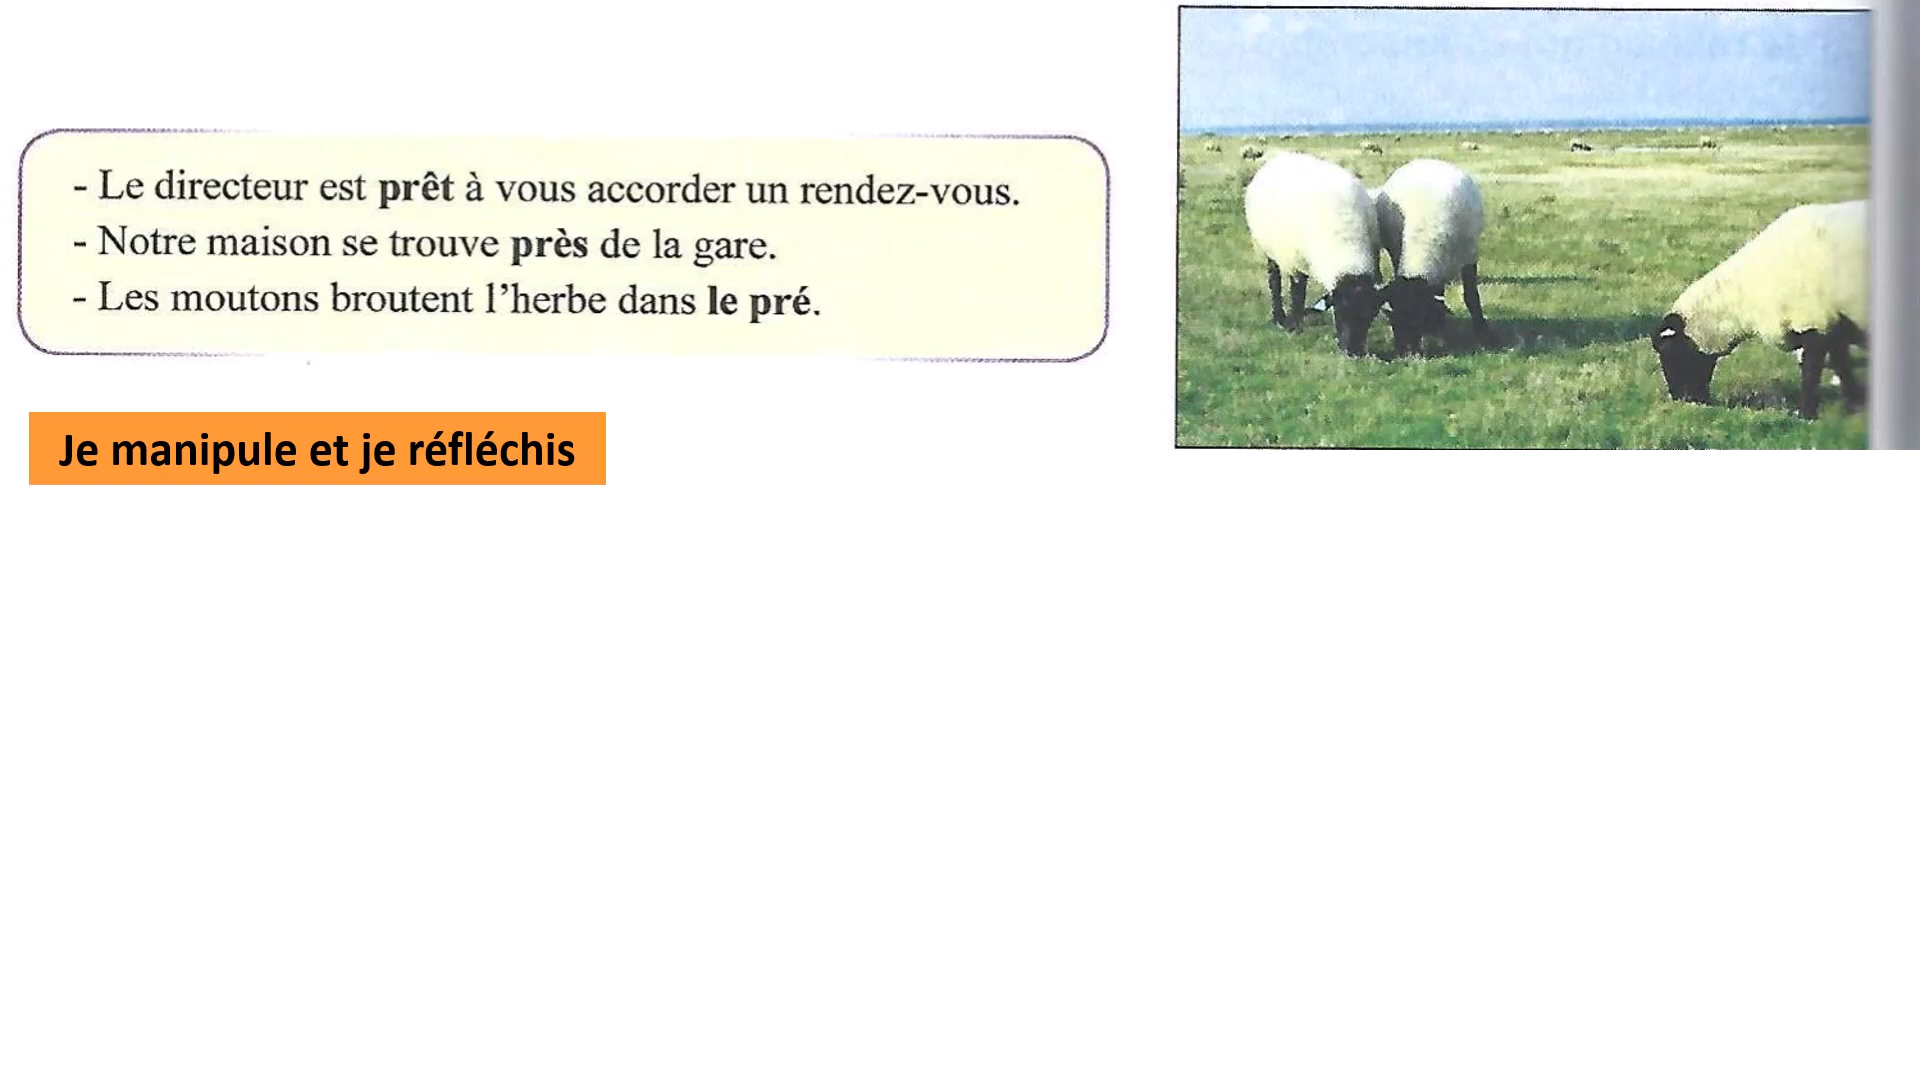 - Le directeur est prêt à vous accorder un rendez-vous.
- Notre maison se trouve près de la gare.
- Les moutons broutent l’herbe dans le pré.
Je manipule et je réfléchis